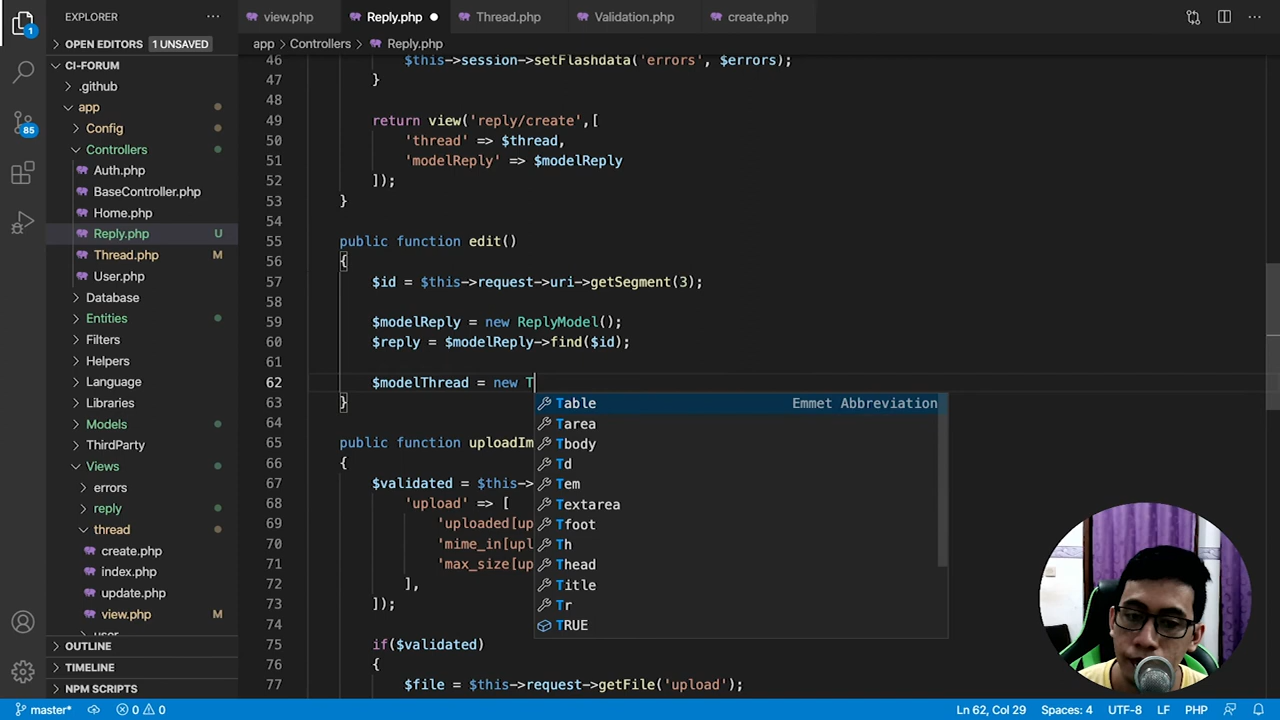 EXPLORER
OPEN EDITORS 1 UNSAVED
CI-FORUM
.github
app
Config
Controllers
Auth.php
BaseController.php
Home.php
Reply.php U
Thread.php M
User.php
Database
Entities
Filters
Helpers
Language
Libraries
Models
ThirdParty
Views
errors
reply
thread
create.php
index.php
update.php
view.php M
OUTLINE
TIMELINE
NPM SCRIPTS
1
85
view.php Reply.php Thread.php Validation.php create.php
app > Controllers > Reply.php
46 $this->session->setFlashdata('errors', $errors);
47 }
48
49 return view('reply/create',[
50 'thread' => $thread,
51 'modelReply' => $modelReply
52 ]);
53 }
54
55 public function edit()
56 {
57 $id = $this->request->uri->getSegment(3);
58
59 $modelReply = new ReplyModel();
60 $reply = $modelReply->find($id);
61
62 $modelThread = new T
63 }
64
65 public function uploadIm
66 {
67 $validated = $this->
68 'upload' => [
69 'uploaded[up
70 'mime_in[upl
71 'max_size[up
72 ],
73 ]);
74
75 if($validated)
76 {
77 $file = $this->request->getFile('upload');
Table Emmet Abbreviation
Tarea
Tbody
Td
Tem
Textarea
Tfoot
Th
Thead
Title
Tr
TRUE
master* 0 0 Ln 62, Col 29 Spaces: 4 UTF-8 LF PHP